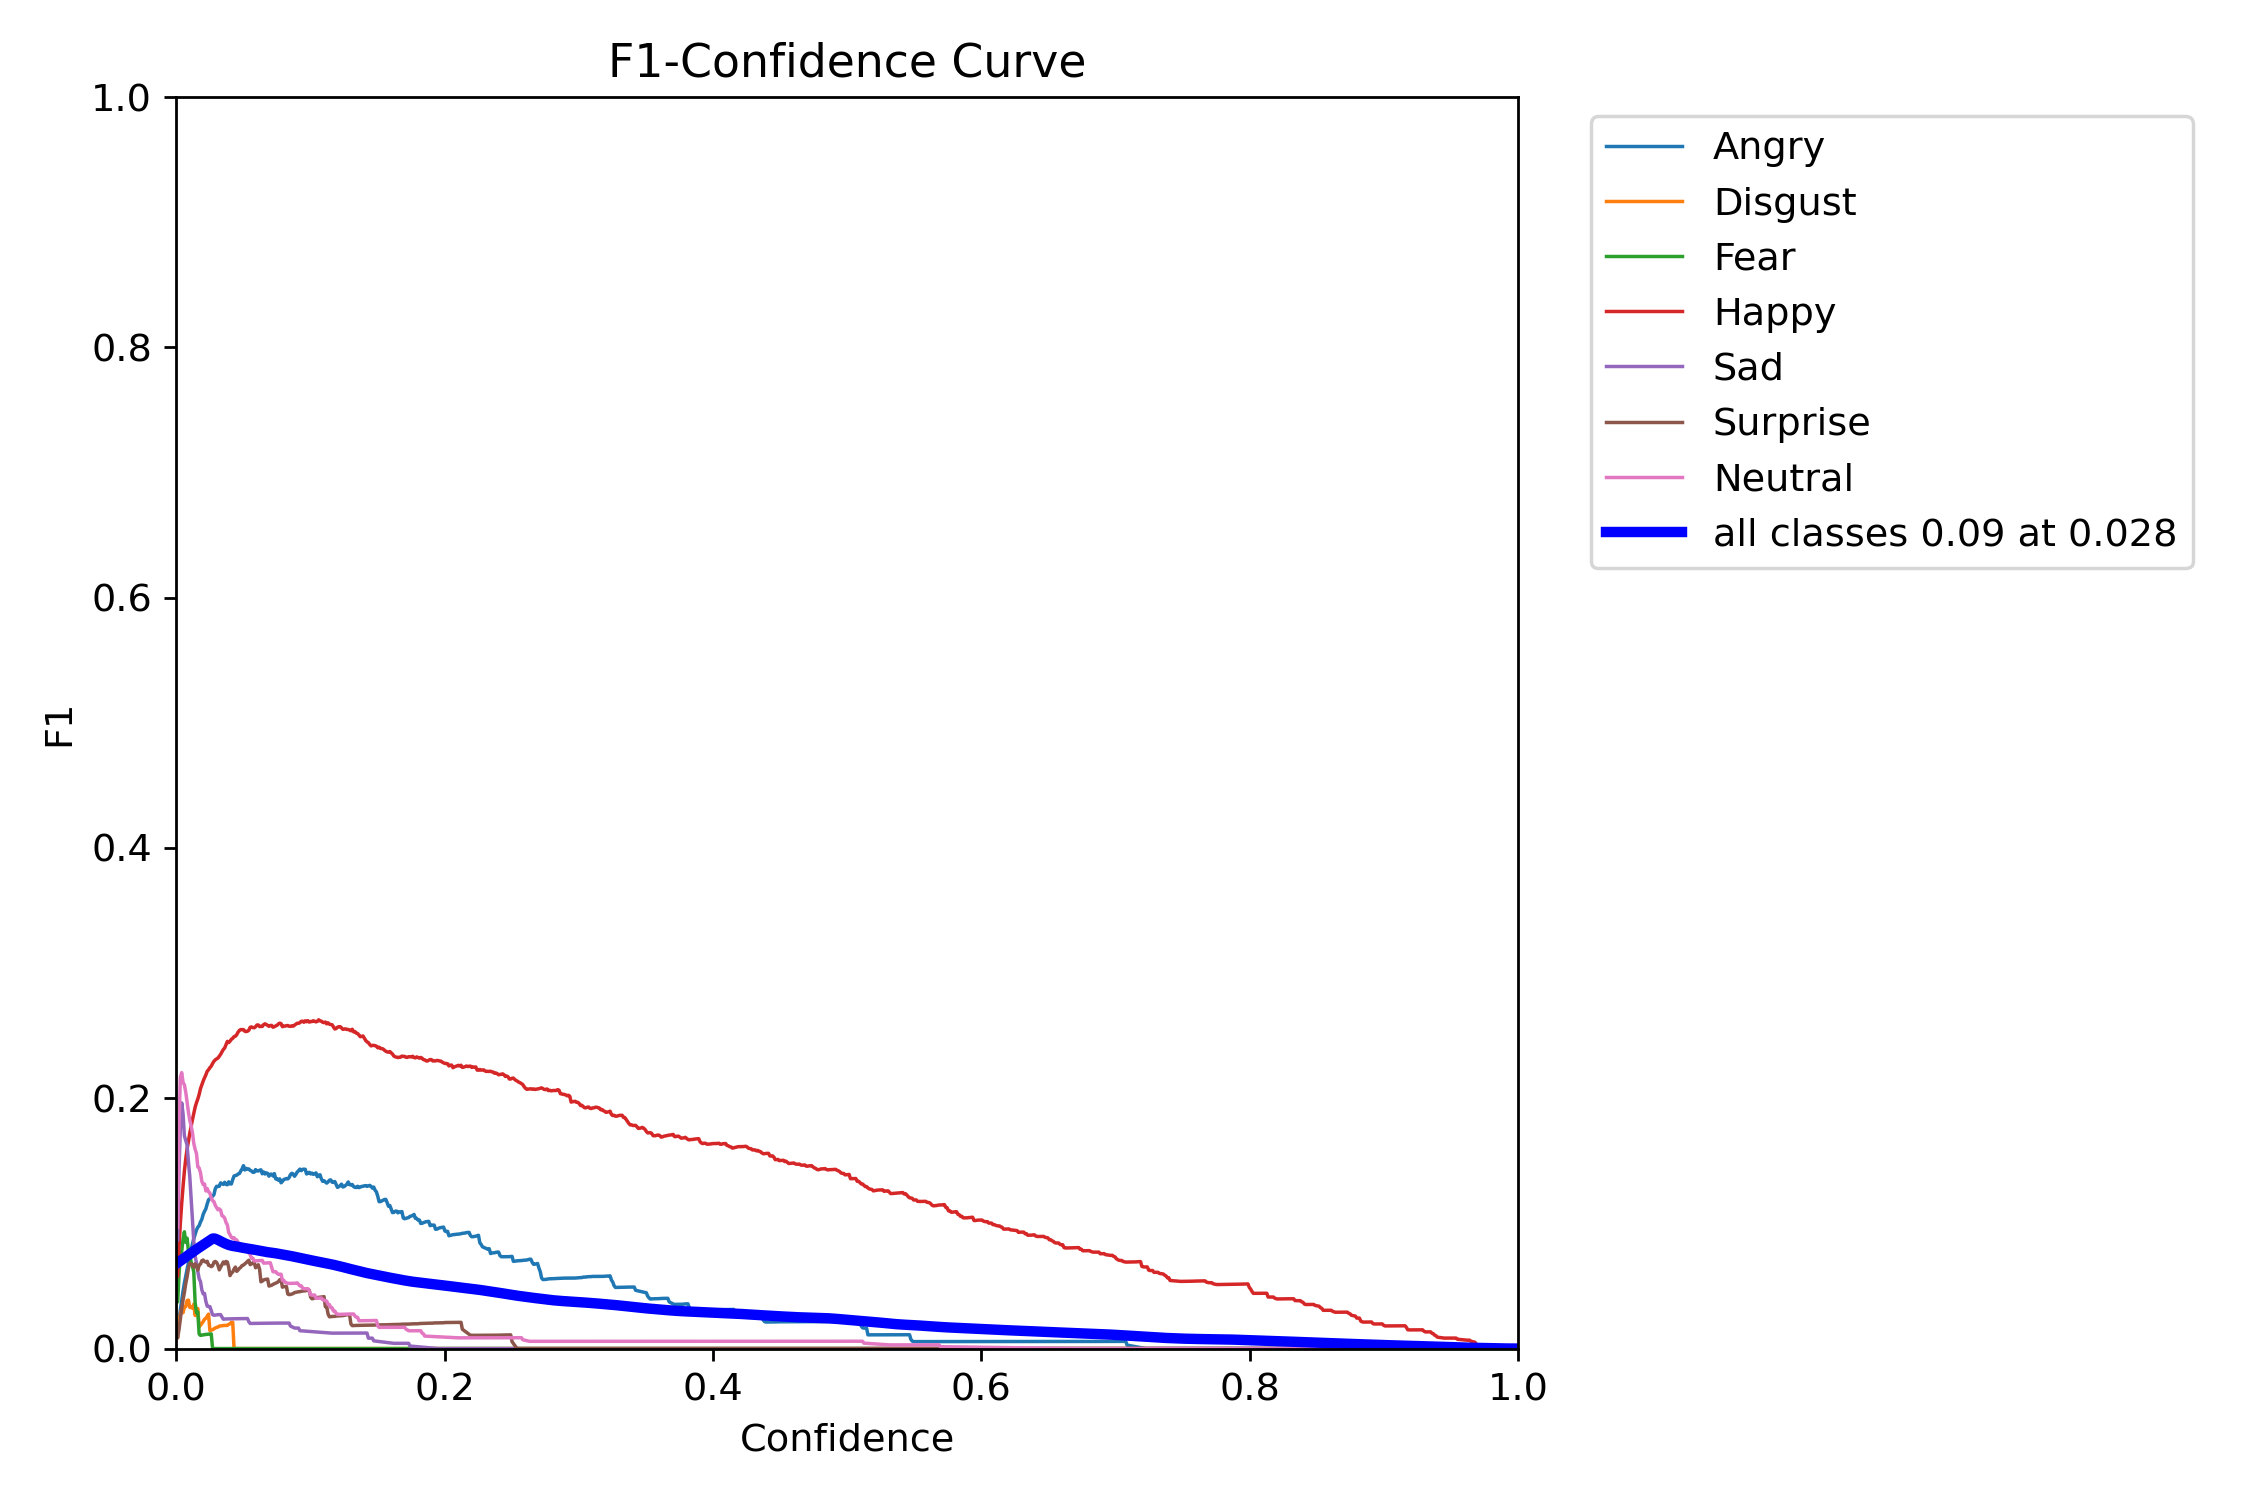 F1-Confidence Curve
1.0
0.8
0.6
0.4
0.2
0.0
F1
0.0 0.2 0.4 0.6 0.8 1.0
Confidence
Angry
Disgust
Fear
Happy
Sad
Surprise
Neutral
all classes 0.09 at 0.028